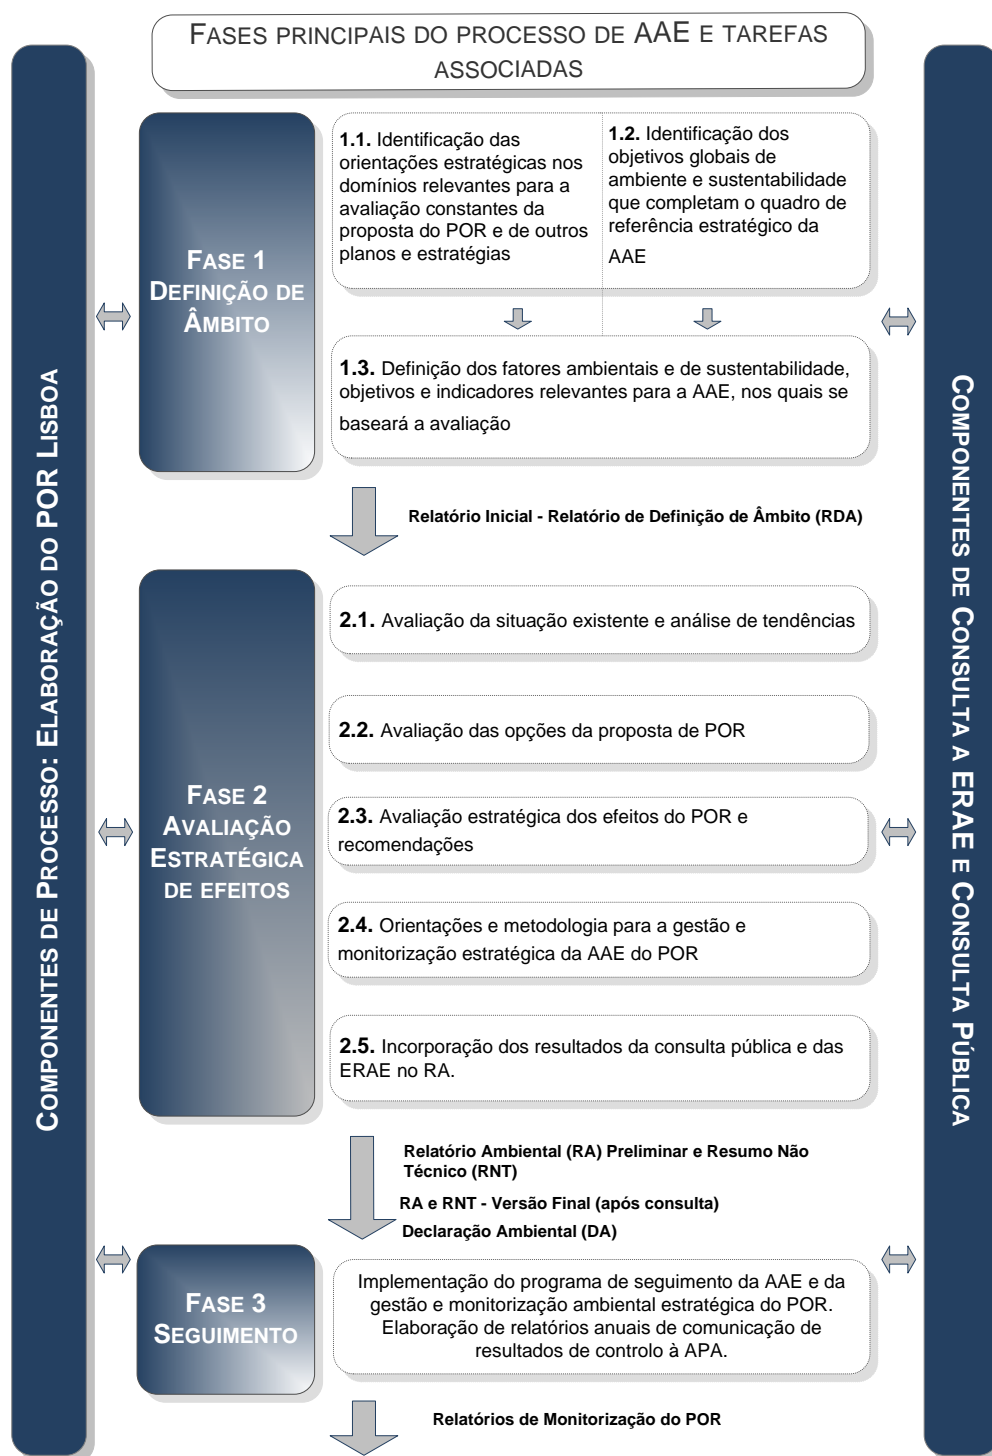 FASES PRINCIPAIS DO PROCESSO DE AAE E TAREFAS
ASSOCIADAS
COMPONENTES DE PROCESSO: ELABORAÇÃO DO POR LISBOA
FASE 1
DEFINIÇÃO DE
ÂMBITO
1.1. Identificação das
orientações estratégicas nos
domínios relevantes para a
avaliação constantes da
proposta do POR e de outros
planos e estratégias
1.2. Identificação dos
objetivos globais de
ambiente e sustentabilidade
que completam o quadro de
referência estratégico da
AAE
1.3. Definição dos fatores ambientais e de sustentabilidade,
objetivos e indicadores relevantes para a AAE, nos quais se
baseará a avaliação
Relatório Inicial - Relatório de Definição de Âmbito (RDA)
FASE 2
AVALIAÇÃO
ESTRATÉGICA
DE EFEITOS
2.1. Avaliação da situação existente e análise de tendências
2.2. Avaliação das opções da proposta de POR
2.3. Avaliação estratégica dos efeitos do POR e
recomendações
2.4. Orientações e metodologia para a gestão e
monitorização estratégica da AAE do POR
2.5. Incorporação dos resultados da consulta pública e das
ERAE no RA.
Relatório Ambiental (RA) Preliminar e Resumo Não
Técnico (RNT)
RA e RNT - Versão Final (após consulta)
Declaração Ambiental (DA)
FASE 3
SEGUIMENTO
Implementação do programa de seguimento da AAE e da
gestão e monitorização ambiental estratégica do POR.
Elaboração de relatórios anuais de comunicação de
resultados de controlo à APA.
Relatórios de Monitorização do POR
COMPONENTES DE CONSULTA A ERAE E CONSULTA PÚBLICA